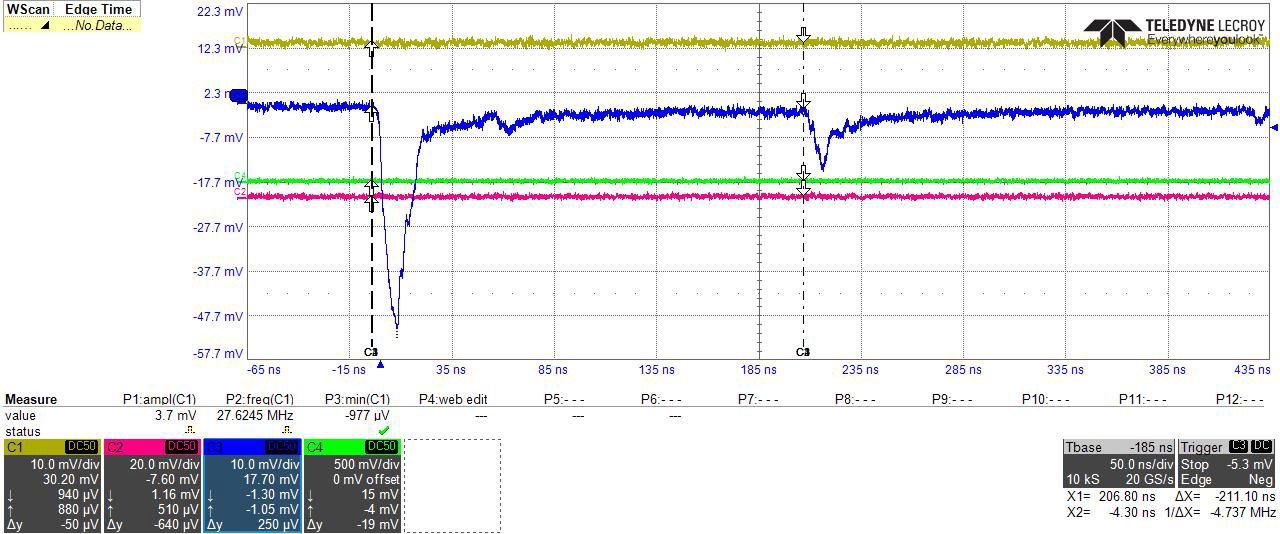 WScan Edge Time
...... ...No.Data...
22.3 mV
12.3 mV
2.3 m
-7.7 mV
-17.7 mV
-27.7 mV
-37.7 mV
-47.7 mV
-57.7 mV
C1
C4
C2
TELEDYNE LECROY
Everywhereyoulook
-65 ns -15 ns 35 ns 85 ns 135 ns 185 ns 235 ns 285 ns 335 ns 385 ns 435 ns
Measure P1:ampl(C1) P2:freq(C1) P3:min(C1) P4:web edit P5:- - - P6:- - - P7:- - - P8:- - - P9:- - - P10:- - - P11:- - - P12:- - -
value 3.7 mV 27.6245 MHz -977 µV --- --- ---
status
C1 DC50 C2 DC50 C3 DC50 C4 DC50
10.0 mV/div 20.0 mV/div 10.0 mV/div 500 mV/div
30.20 mV -7.60 mV 17.70 mV 0 mV offset
↓ 940 µV ↓ 1.16 mV ↓ -1.30 mV ↓ 15 mV
↑ 880 µV ↑ 510 µV ↑ -1.05 mV ↑ -4 mV
Δy -50 µV Δy -640 µV Δy 250 µV Δy -19 mV
Tbase -185 ns Trigger C3 DC
50.0 ns/div Stop -5.3 mV
10 kS 20 GS/s Edge Neg
X1= 206.80 ns ΔX= -211.10 ns
X2= -4.30 ns 1/ΔX= -4.737 MHz